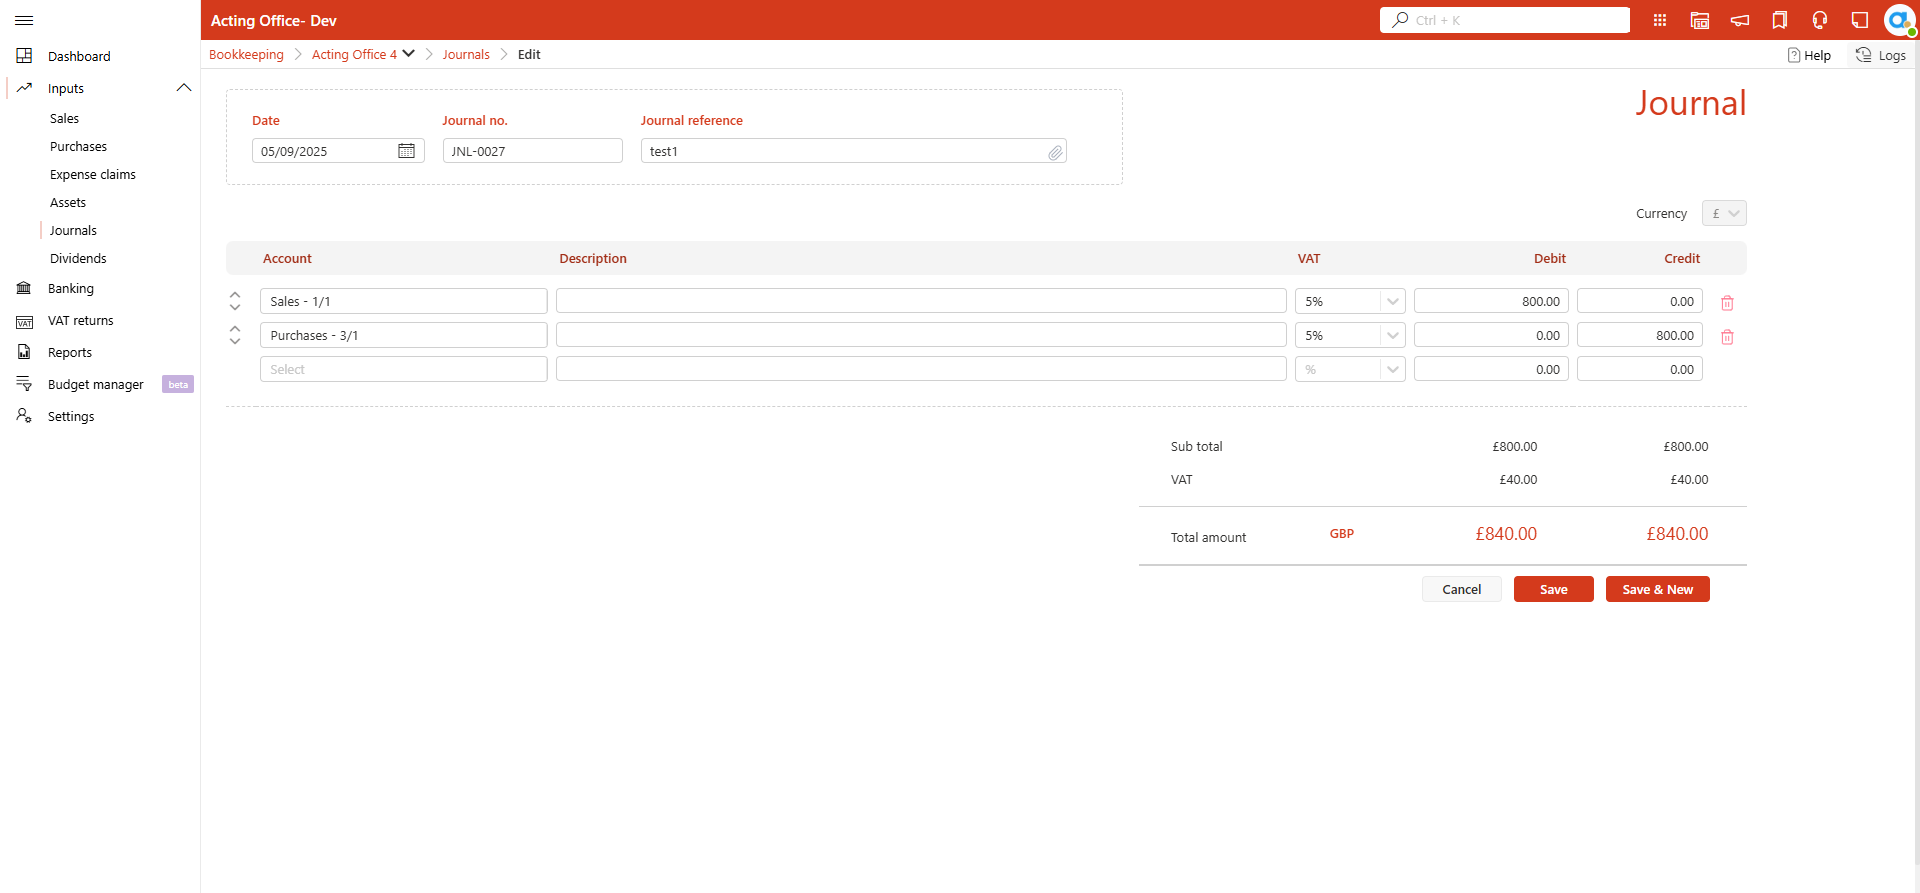 Acting Office- Dev
Ctrl + K
Dashboard
Inputs
Sales
Purchases
Expense claims
Assets
Journals
Dividends
Banking
VAT
VAT returns
Reports
Budget manager beta
Settings
Bookkeeping Acting Office 4 Journals Edit
Help
Logs
Journal
Date Journal no. Journal reference
05/09/2025 JNL-0027 test1
Currency £
Account Description VAT Debit Credit
Sales - 1/1 5% 800.00 0.00
Purchases - 3/1 5% 0.00 800.00
Select % 0.00 0.00
Sub total £800.00 £800.00
VAT £40.00 £40.00
Total amount GBP £840.00 £840.00
Cancel Save Save & New